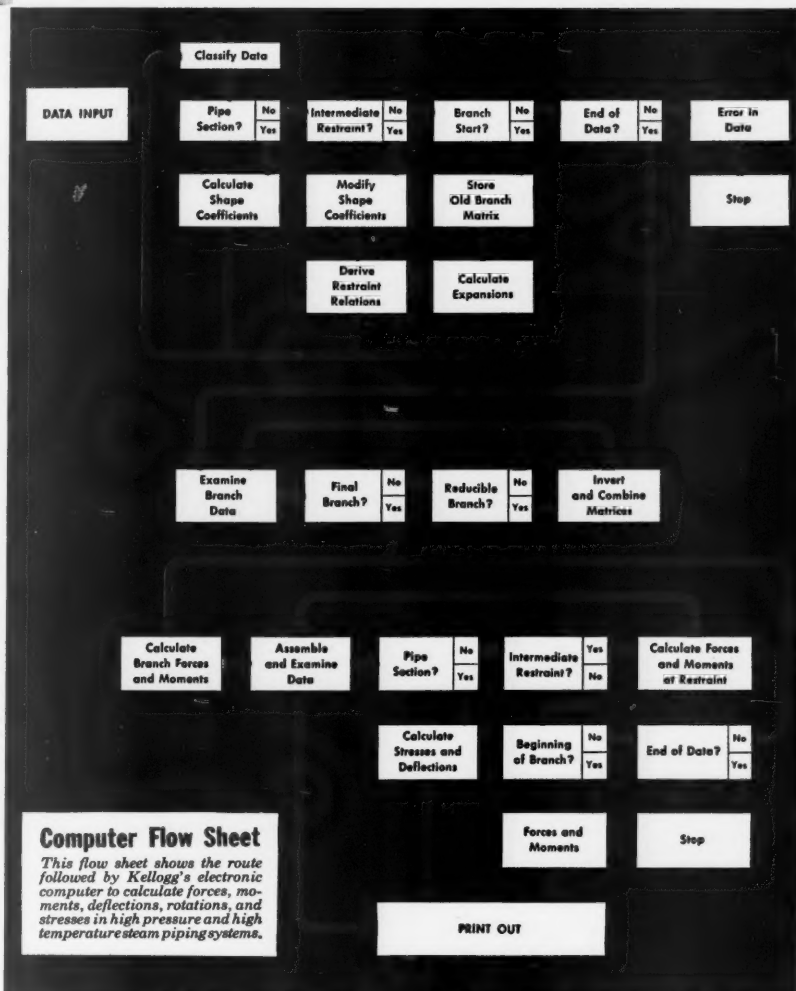 Classify Data
DATA INPUT
Pipe
Section?
No
Yes
Intermediate
Restraint?
No
Yes
Branch
Start?
No
Yes
End of
Data?
No
Yes
Error in
Data
Calculate
Shape
Coefficients
Modify
Shape
Coefficients
Store
Old Branch
Matrix
Stop
Derive
Restraint
Relations
Calculate
Expansions
Examine
Branch
Data
Final
Branch?
No
Yes
Reducible
Branch?
No
Yes
Invert
and Combine
Matrices
Calculate
Branch Forces
and Moments
Assemble
and Examine
Data
Pipe
Section?
No
Yes
Intermediate
Restraint?
Yes
No
Calculate Forces
and Moments
at Restraint
Calculate
Stresses and
Deflections
Beginning
of Branch?
No
Yes
End of Data?
No
Yes
Forces and
Moments
Stop
Computer Flow Sheet
This flow sheet shows the route
followed by Kellogg's electronic
computer to calculate forces, mo-
ments, deflections, rotations, and
stresses in high pressure and high
temperature steam piping systems.
PRINT OUT